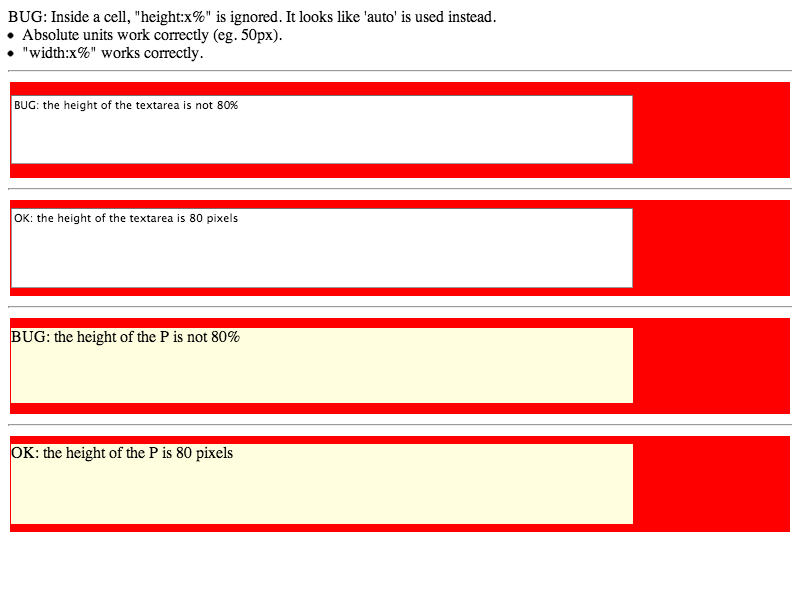 BUG: Inside a cell, "height:x%" is ignored. It looks like 'auto' is used instead.
• Absolute units work correctly (eg. 50px).
• "width:x%" works correctly.
BUG: the height of the textarea is not 80%
OK: the height of the textarea is 80 pixels
BUG: the height of the P is not 80%
OK: the height of the P is 80 pixels